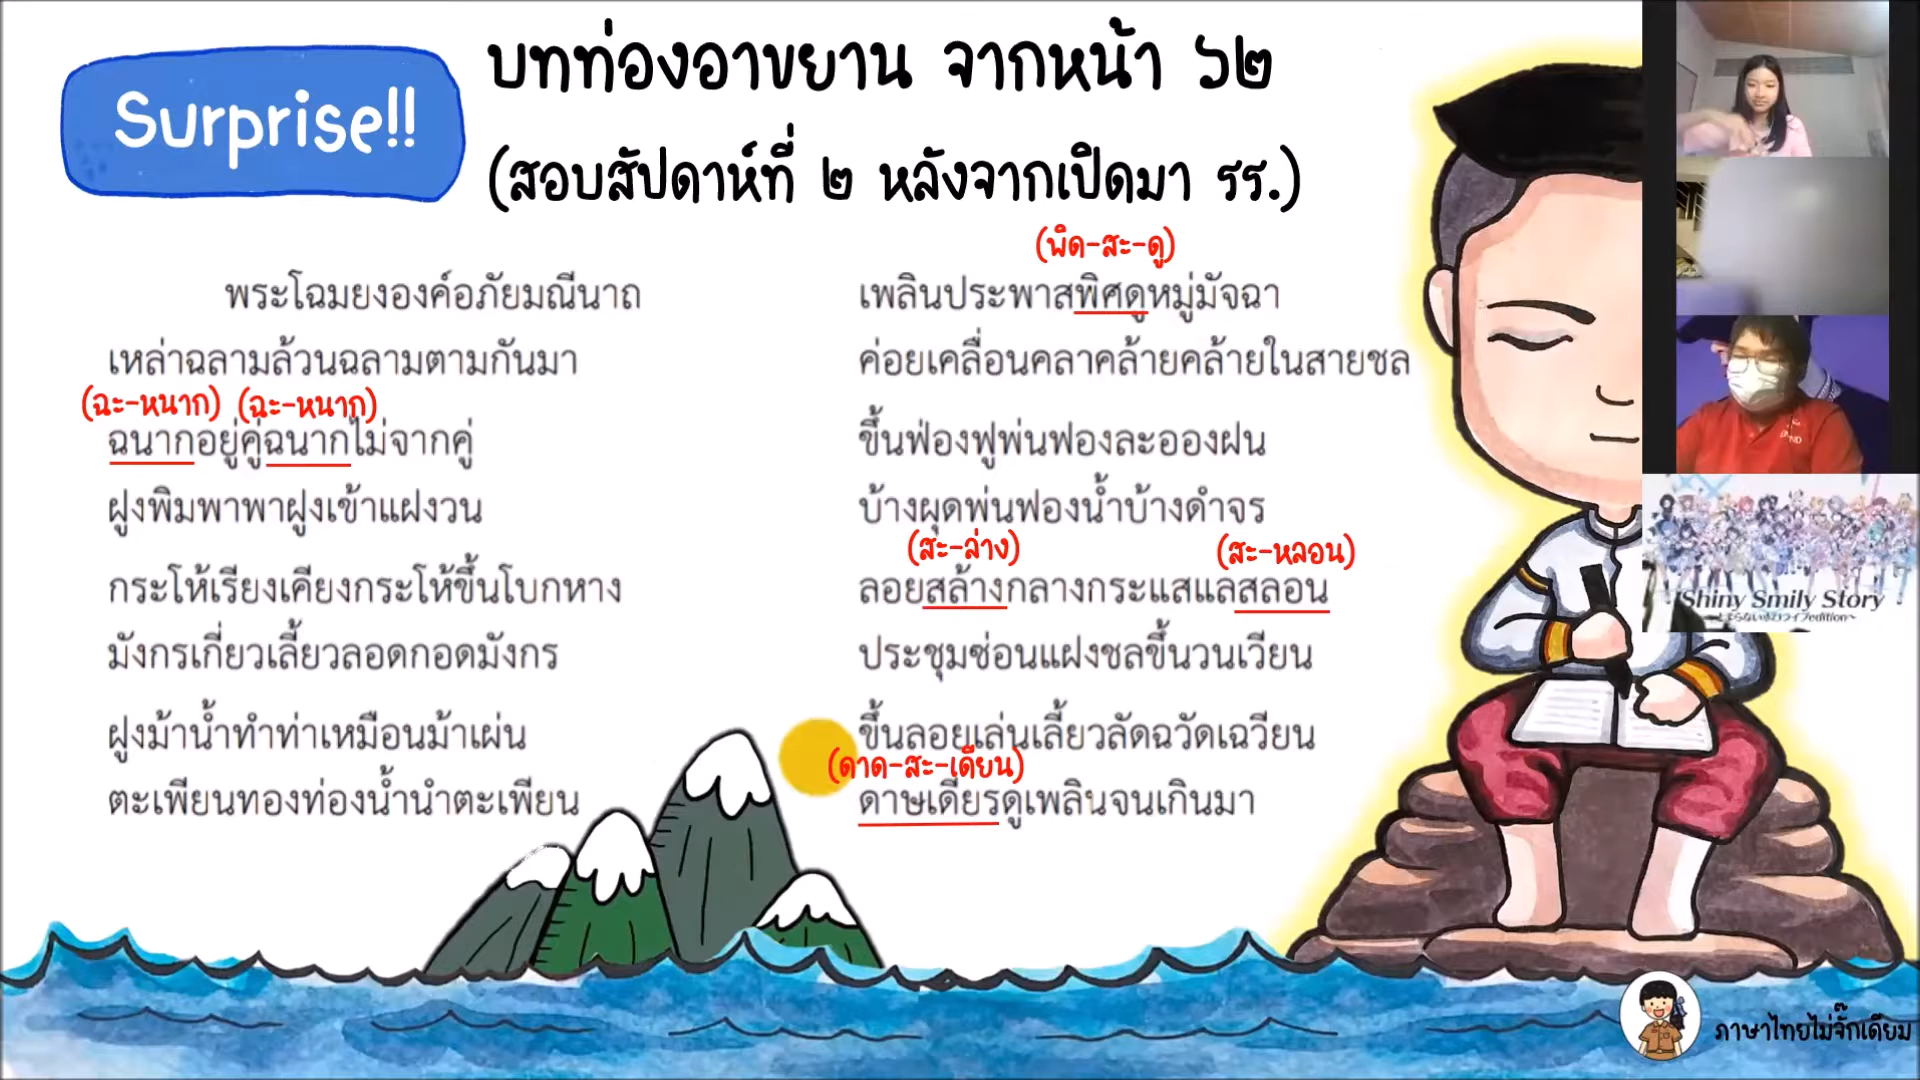 Surprise!!
บทท่องอาขยาน จากหน้า ๖๒
(สอบสัปดาห์ที่ ๒ หลังจากเปิดมา รร.)
(พิด-สะ-ดู)
พระโฉมยงองค์อภัยมณีนาถ เพลินประพาสพิศดูหมู่มัจฉา
เหล่าฉลามล้วนฉลามตามกันมา ค่อยเคลื่อนคลาคล้ายคล้ายในสายชล
(ฉะ-หนาก) (ฉะ-หนาก)
ฉนากอยู่คู่ฉนากไม่จากคู่ ขึ้นฟ่องฟูพ่นฟองละอองฝน
ฝูงพิมพาพาฝูงเข้าแฝงวน บ้างผุดพ่นฟองน้ำบ้างดำจร
(สะ-ล่าง) (สะ-หลอน)
กระโห้เรียงเคียงกระโห้ขึ้นโบกหาง ลอยสล้างกลางกระแสแลสลอน
มังกรเกี่ยวเลี้ยวลอดกอดมังกร ประชุมซ่อนแฝงชลขึ้นวนเวียน
ฝูงม้าน้ำทำท่าเหมือนม้าเผ่น ขึ้นลอยเล่นเลี้ยวลัดฉวัดเฉวียน
(ดาด-สะ-เดียน)
ตะเพียนทองท่องน้ำนำตะเพียน ดาษเดียรดูเพลินจนเกินมา
Shiny Smily Story
ภาษาไทยไม่จั๊กเดียม